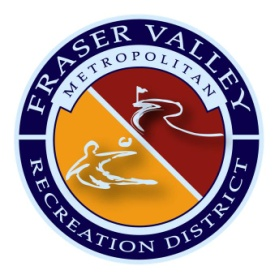 FRASER VALLEY
METROPOLITAN
RECREATION DISTRICT